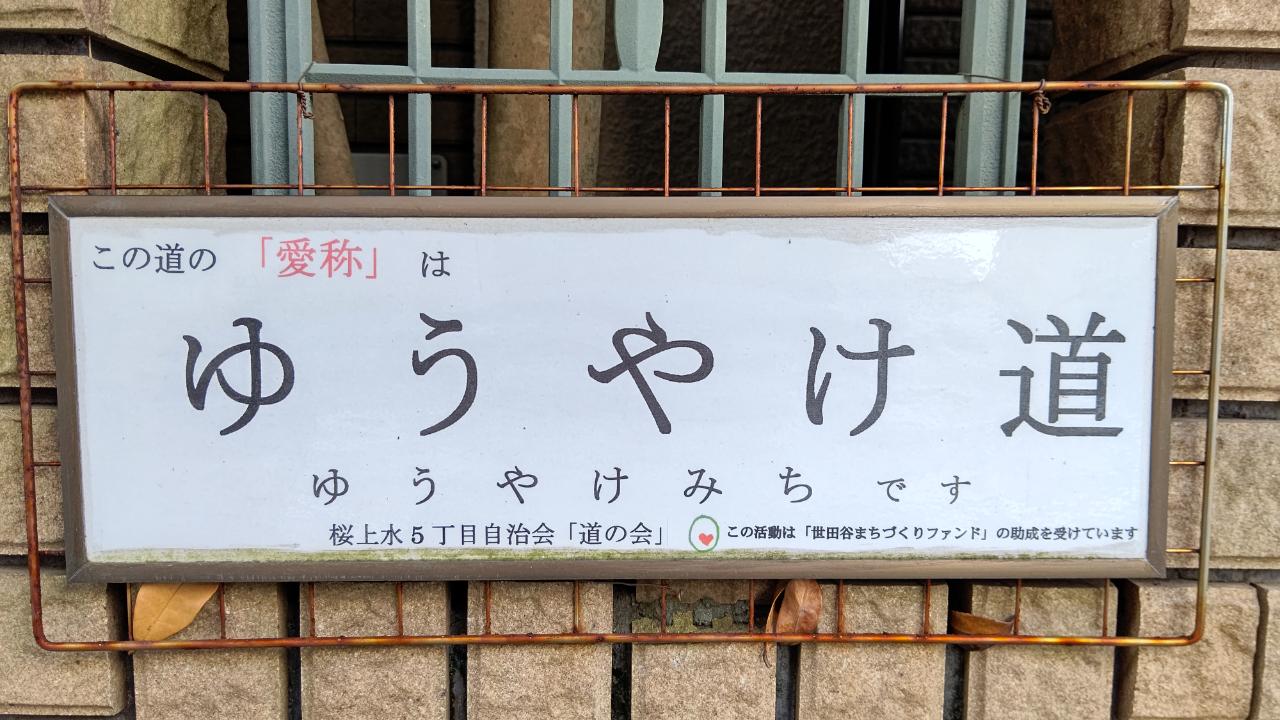 この道の「愛称」は
ゆうやけ道
ゆうやけみちです
桜上水5丁目自治会「道の会」 この活動は「世田谷まちづくりファンド」の助成を受けています